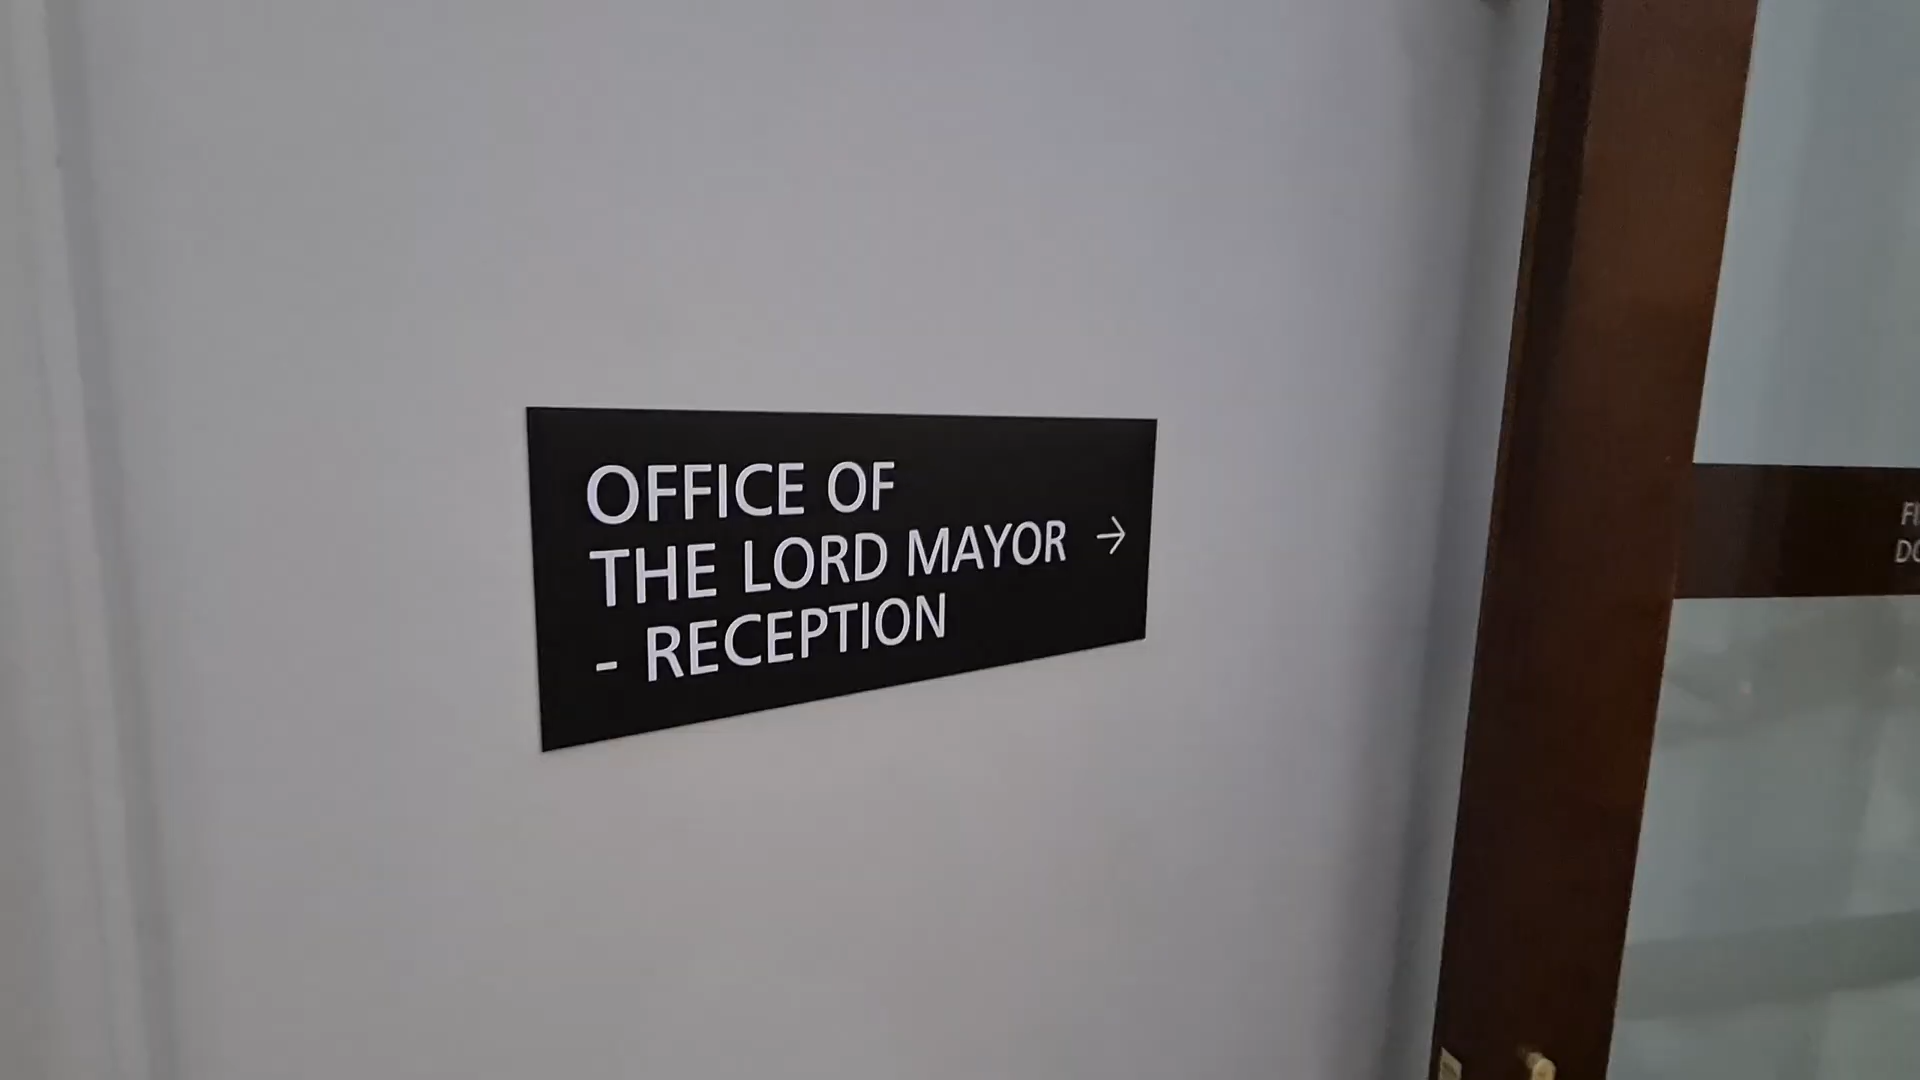 OFFICE OF
THE LORD MAYOR →
- RECEPTION